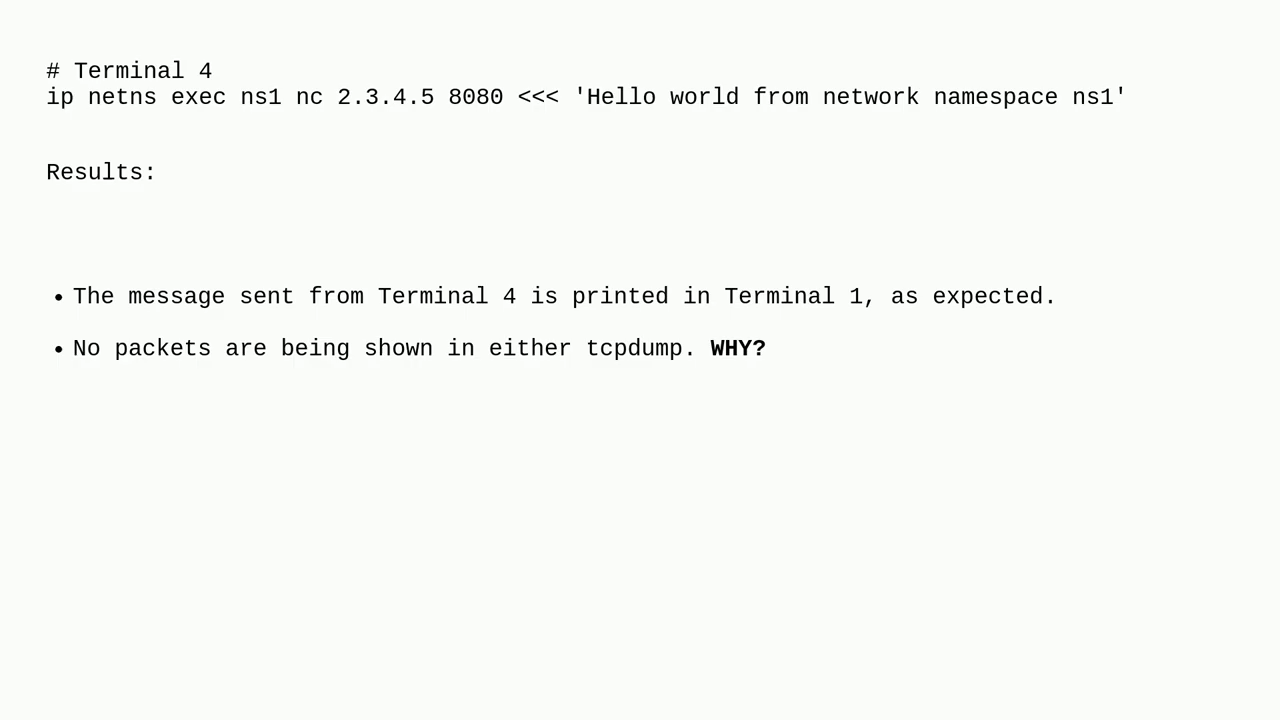 # Terminal 4
ip netns exec ns1 nc 2.3.4.5 8080 <<< 'Hello world from network namespace ns1'
Results:
• The message sent from Terminal 4 is printed in Terminal 1, as expected.
• No packets are being shown in either tcpdump. WHY?